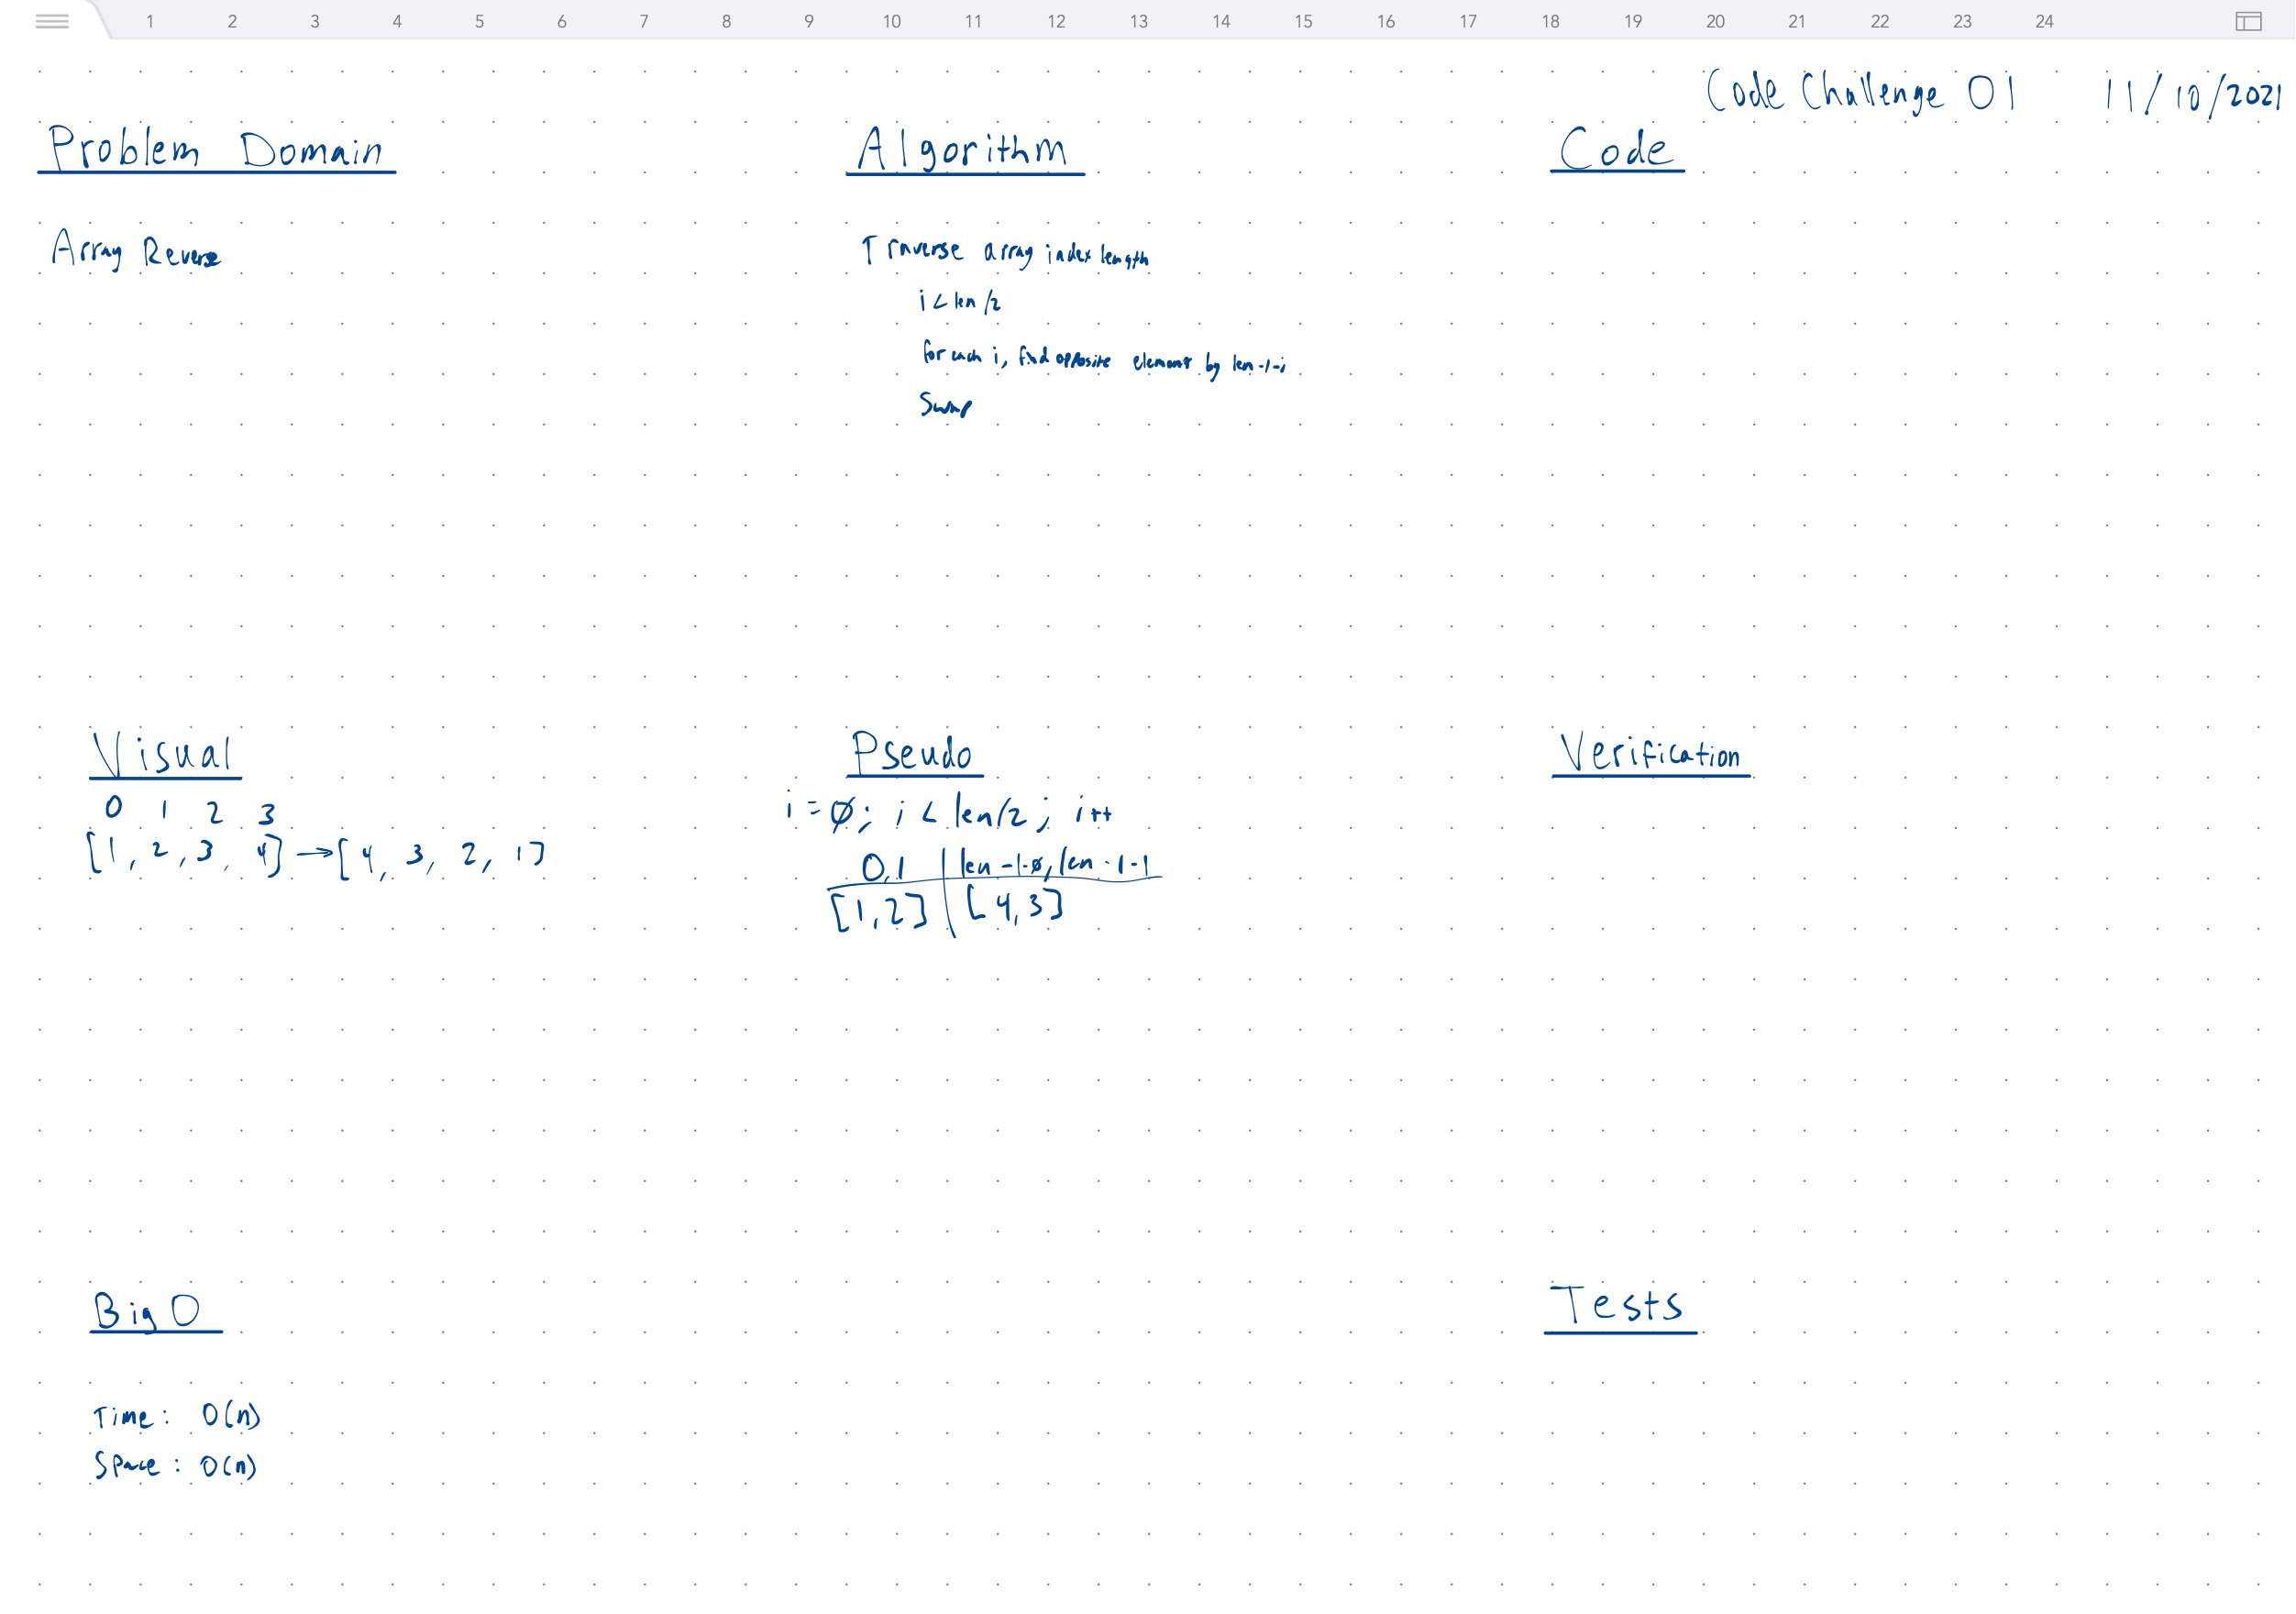 1 2 3 4 5 6 7 8 9 10 11 12 13 14 15 16 17 18 19 20 21 22 23 24
Code Challenge 01 11/10/2021
Problem Domain
Array Reverse
Algorithm
Traverse array index length
i < len/2
for each i, find opposite element by len-1-i
Swap
Code
Visual
0 1 2 3
[1, 2, 3, 4] → [4, 3, 2, 1]
Pseudo
i = 0; i < len/2; i++
0,1 | len-1-0, len-1-1
[1,2] | [4,3]
Verification
Big O
Time: O(n)
Space: O(n)
Tests